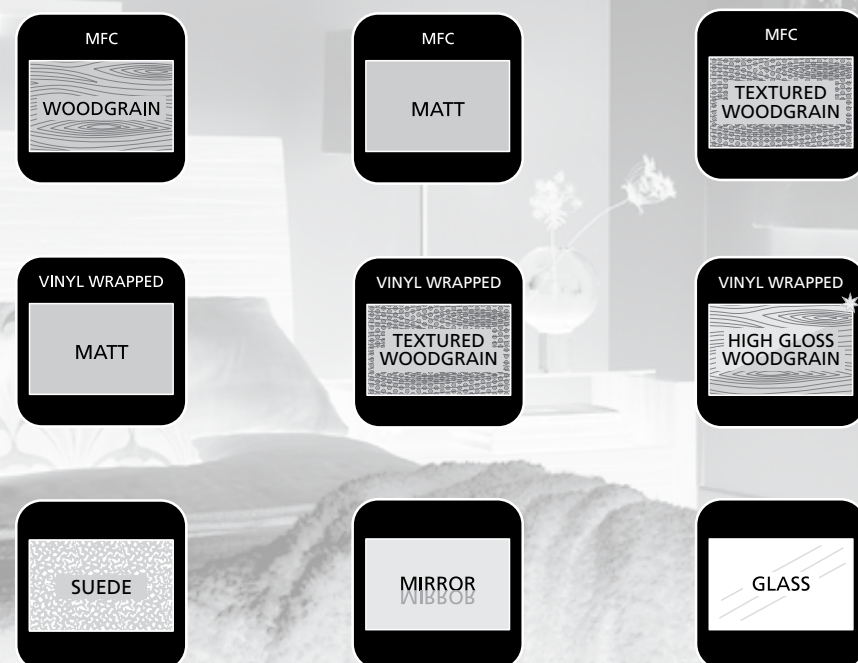 MFC
WOODGRAIN
MFC
MATT
MFC
TEXTURED
WOODGRAIN
VINYL WRAPPED
MATT
VINYL WRAPPED
TEXTURED
WOODGRAIN
VINYL WRAPPED
HIGH GLOSS
WOODGRAIN
SUEDE
MIRROR
MIRROR
GLASS